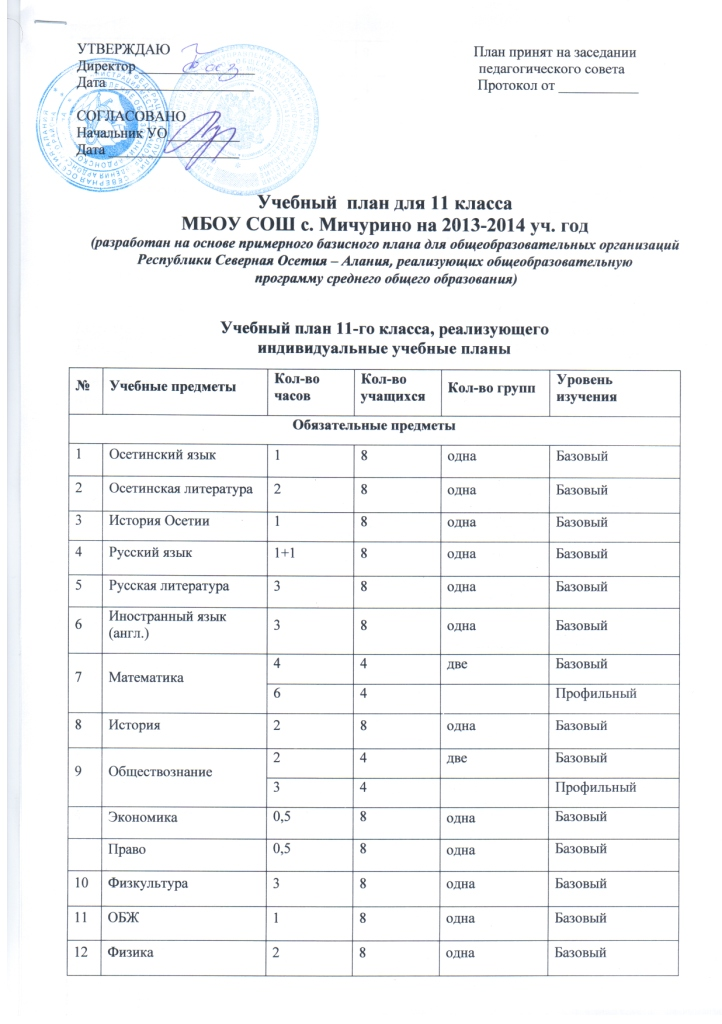 УТВЕРЖДАЮ
Директор
Дата
СОГЛАСОВАНО
Начальник УО
Дата
План принят на заседании
педагогического совета
Протокол от
Учебный план для 11 класса
МБОУ СОШ с. Мичурино на 2013-2014 уч. год
(разработан на основе примерного базисного плана для общеобразовательных организаций
Республики Северная Осетия – Алания, реализующих общеобразовательную
программу среднего общего образования)
Учебный план 11-го класса, реализующего
индивидуальные учебные планы
№ Учебные предметы Кол-во часов Кол-во учащихся Кол-во групп Уровень изучения
Обязательные предметы
1 Осетинский язык 1 8 одна Базовый
2 Осетинская литература 2 8 одна Базовый
3 История Осетии 1 8 одна Базовый
4 Русский язык 1+1 8 одна Базовый
5 Русская литература 3 8 одна Базовый
6 Иностранный язык (англ.) 3 8 одна Базовый
7 Математика 4 4 две Базовый
6 4 Профильный
8 История 2 8 одна Базовый
9 Обществознание 2 4 две Базовый
3 4 Профильный
Экономика 0,5 8 одна Базовый
Право 0,5 8 одна Базовый
10 Физкультура 3 8 одна Базовый
11 ОБЖ 1 8 одна Базовый
12 Физика 2 8 одна Базовый